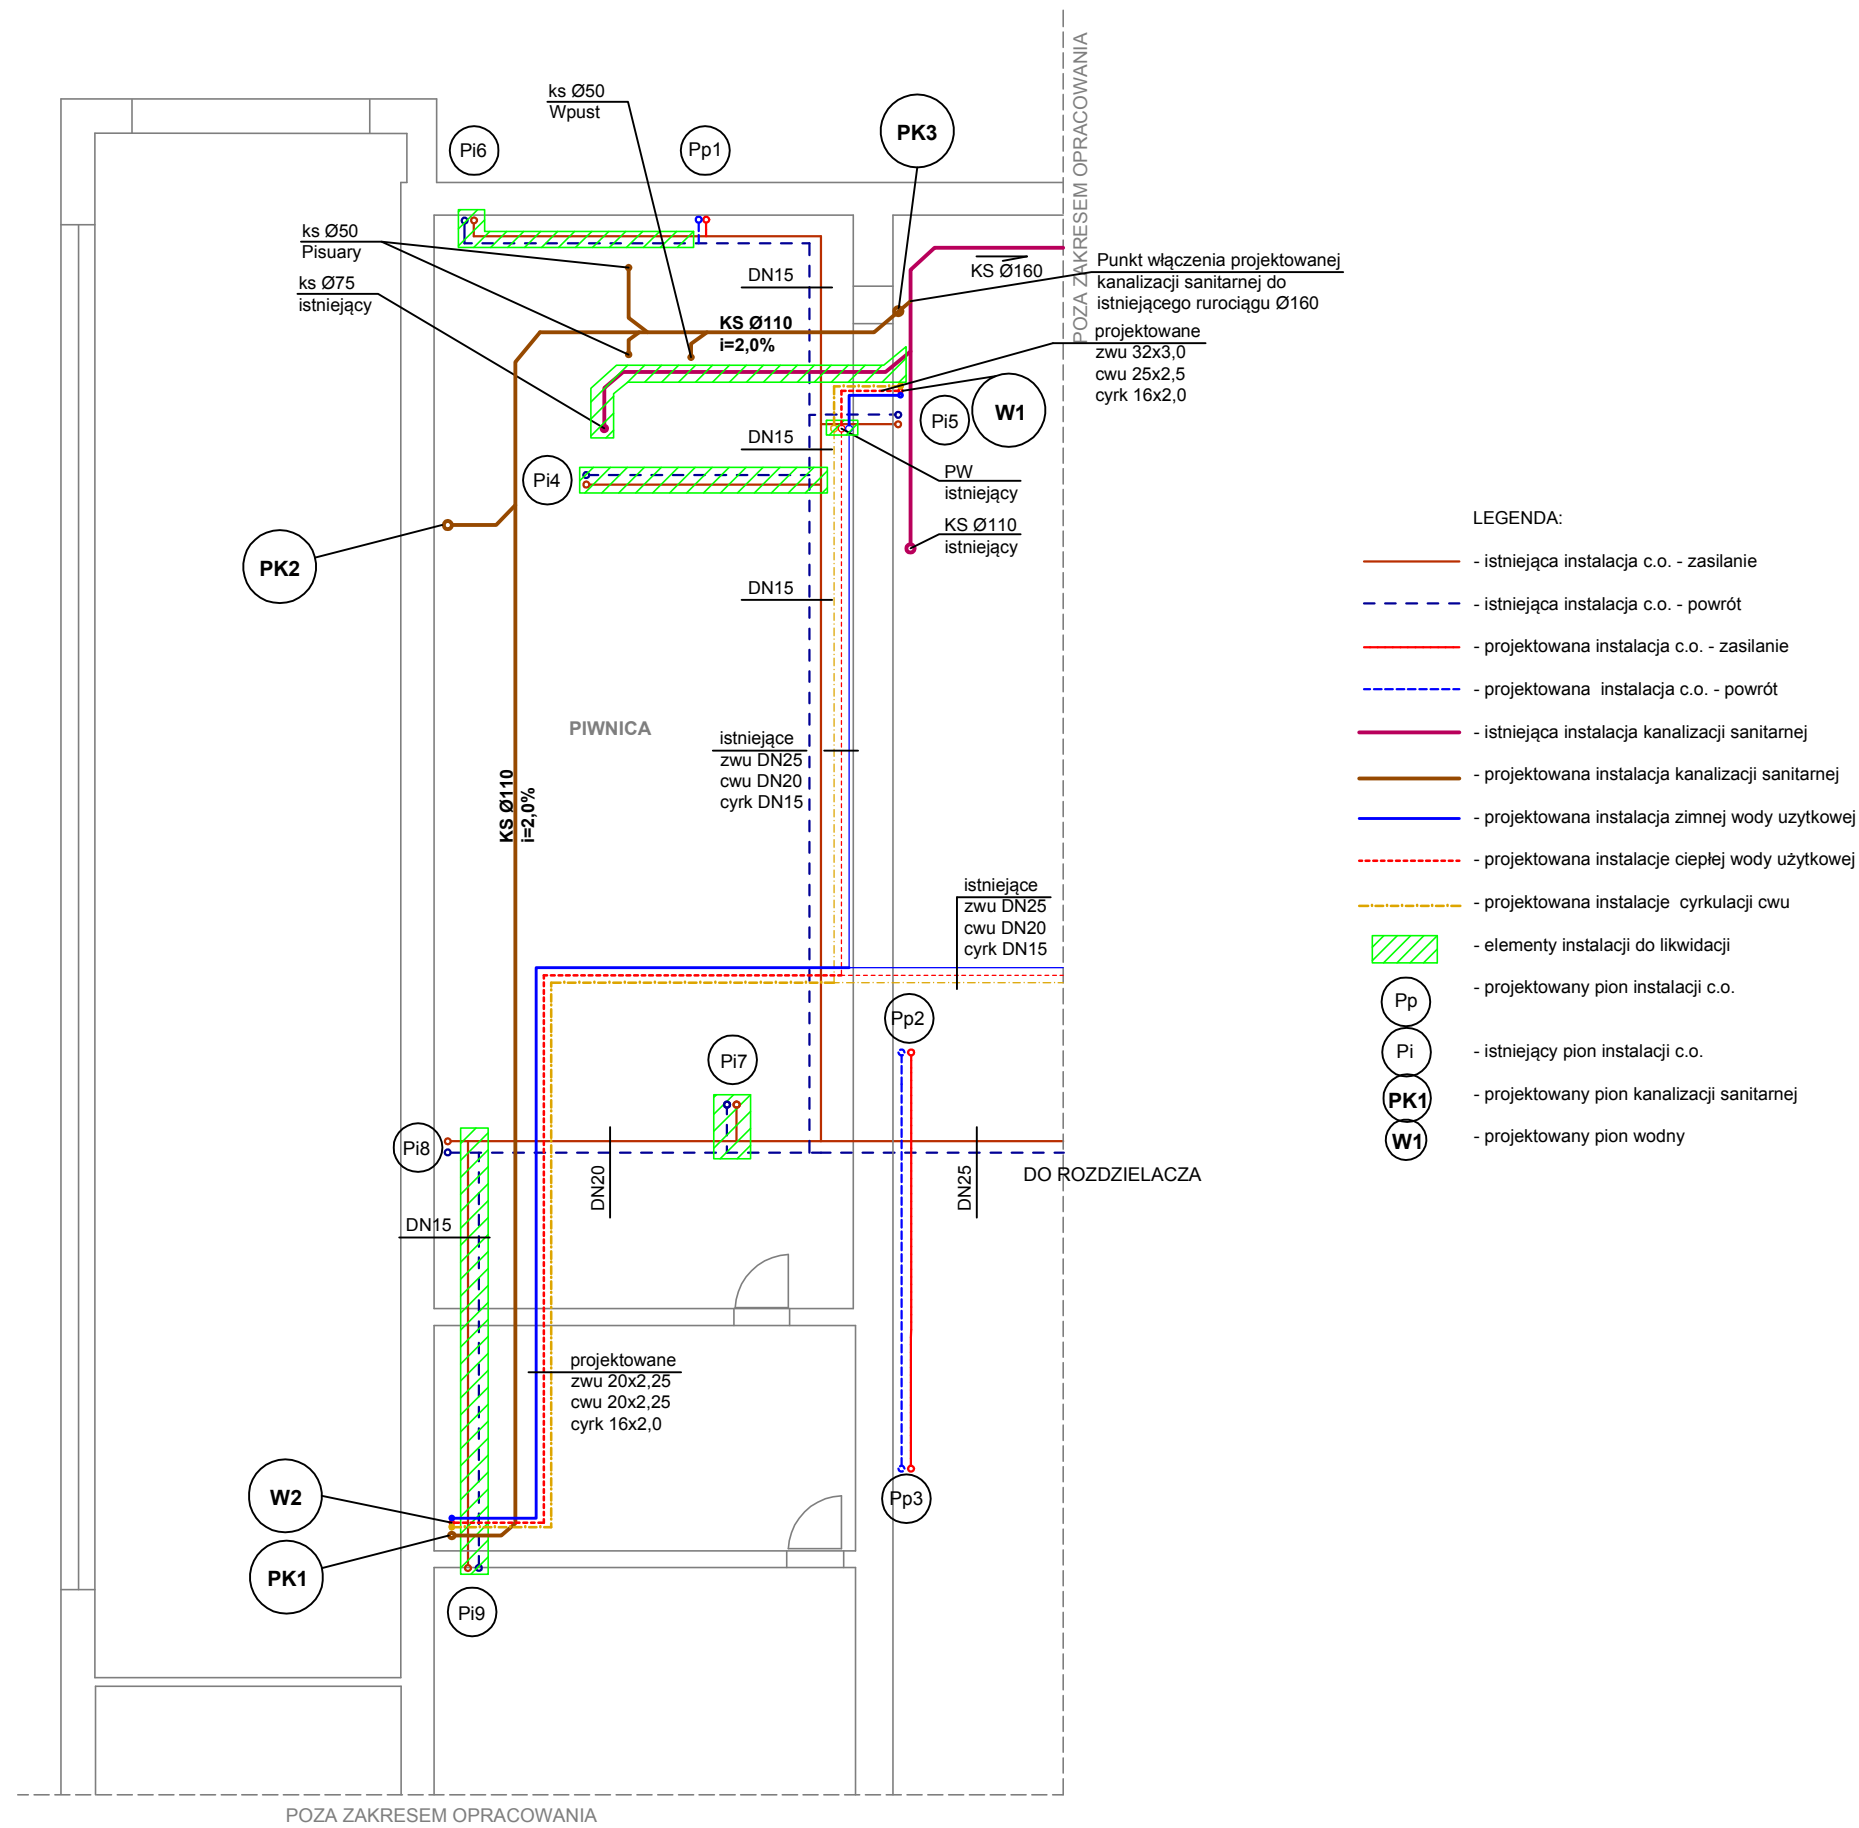 POZA ZAKRESEM OPRACOWANIA
ks Ø50
Wpust
Pi6
Pp1
PK3
ks Ø50
Pisuary
ks Ø75
istniejący
DN15
KS Ø160
Punkt włączenia projektowanej
kanalizacji sanitarnej do
istniejącego rurociągu Ø160
KS Ø110
i=2,0%
projektowane
zwu 32x3,0
cwu 25x2,5
cyrk 16x2,0
W1
Pi5
DN15
Pi4
PW
istniejący
KS Ø110
istniejący
PK2
DN15
PIWNICA
istniejące
zwu DN25
cwu DN20
cyrk DN15
KS Ø110
i=2,0%
istniejące
zwu DN25
cwu DN20
cyrk DN15
Pp2
Pi7
Pi8
DN20
DN25
DO ROZDZIELACZA
DN15
projektowane
zwu 20x2,25
cwu 20x2,25
cyrk 16x2,0
W2
Pp3
PK1
Pi9
POZA ZAKRESEM OPRACOWANIA
LEGENDA:
- istniejąca instalacja c.o. - zasilanie
- istniejąca instalacja c.o. - powrót
- projektowana instalacja c.o. - zasilanie
- projektowana  instalacja c.o. - powrót
- istniejąca instalacja kanalizacji sanitarnej
- projektowana instalacja kanalizacji sanitarnej
- projektowana instalacja zimnej wody uzytkowej
- projektowana instalacje ciepłej wody użytkowej
- projektowana instalacje  cyrkulacji cwu
- elementy instalacji do likwidacji
Pp - projektowany pion instalacji c.o.
Pi - istniejący pion instalacji c.o.
PK1 - projektowany pion kanalizacji sanitarnej
W1 - projektowany pion wodny